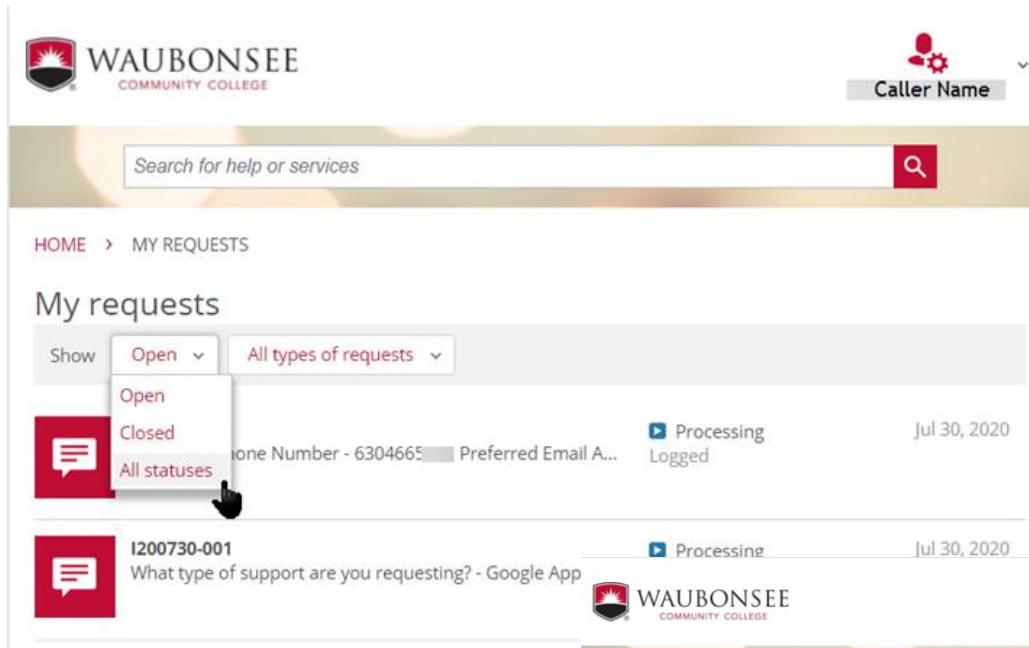 WAUBONSEE
COMMUNITY COLLEGE
Caller Name
Search for help or services
HOME > MY REQUESTS
My requests
Show Open All types of requests
Open
Closed
All statuses
Number - 6304665 Preferred Email A...
Processing
Logged
Jul 30, 2020
I200730-001
What type of support are you requesting? - Google App
Processing
Jul 30, 2020
WAUBONSEE
COMMUNITY COLLEGE